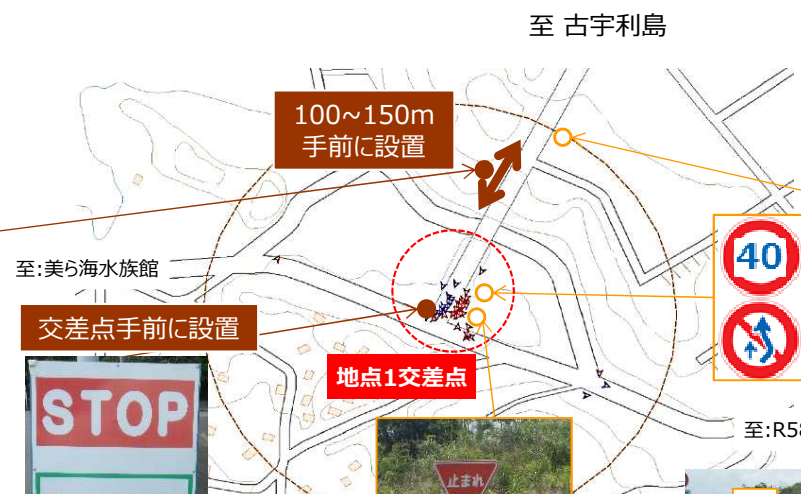 至 古宇利島
100~150m
手前に設置
至:美ら海水族館
40
交差点手前に設置
地点1交差点
STOP
止まれ
至:R58